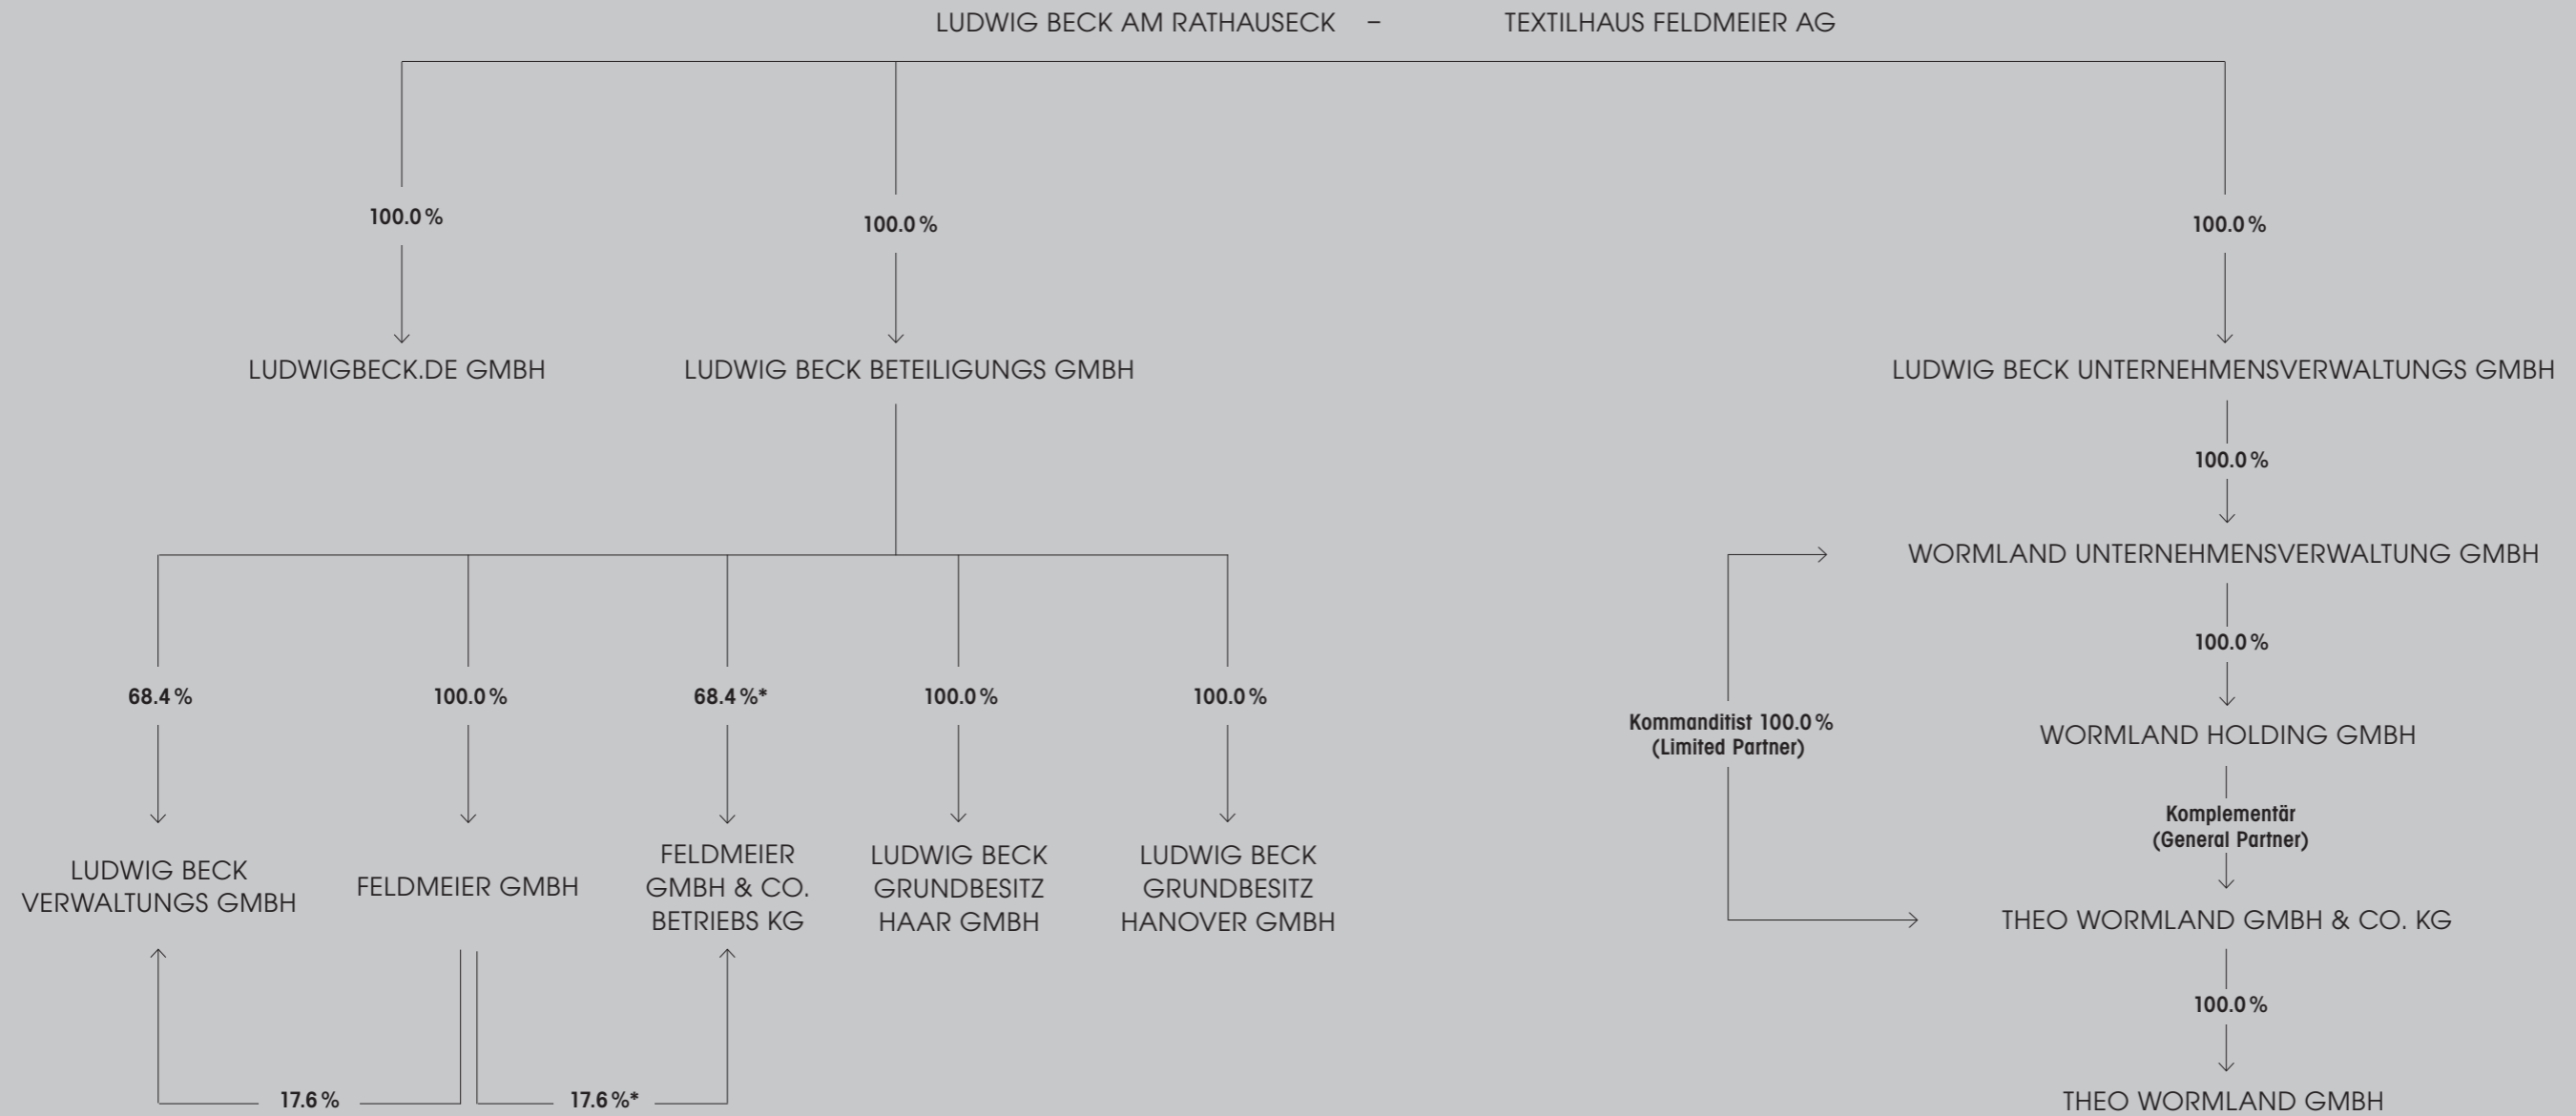 LUDWIG BECK AM RATHAUSECK – TEXTILHAUS FELDMEIER AG
100.0 %
100.0 %
100.0 %
LUDWIGBECK.DE GMBH
LUDWIG BECK BETEILIGUNGS GMBH
LUDWIG BECK UNTERNEHMENSVERWALTUNGS GMBH
100.0 %
WORMLAND UNTERNEHMENSVERWALTUNG GMBH
100.0 %
68.4 %
100.0 %
68.4 %*
100.0 %
100.0 %
Kommanditist 100.0 %
(Limited Partner)
WORMLAND HOLDING GMBH
Komplementär
(General Partner)
LUDWIG BECK
VERWALTUNGS GMBH
FELDMEIER GMBH
FELDMEIER
GMBH & CO.
BETRIEBS KG
LUDWIG BECK
GRUNDBESITZ
HAAR GMBH
LUDWIG BECK
GRUNDBESITZ
HANOVER GMBH
THEO WORMLAND GMBH & CO. KG
100.0 %
17.6 %
17.6 %*
THEO WORMLAND GMBH